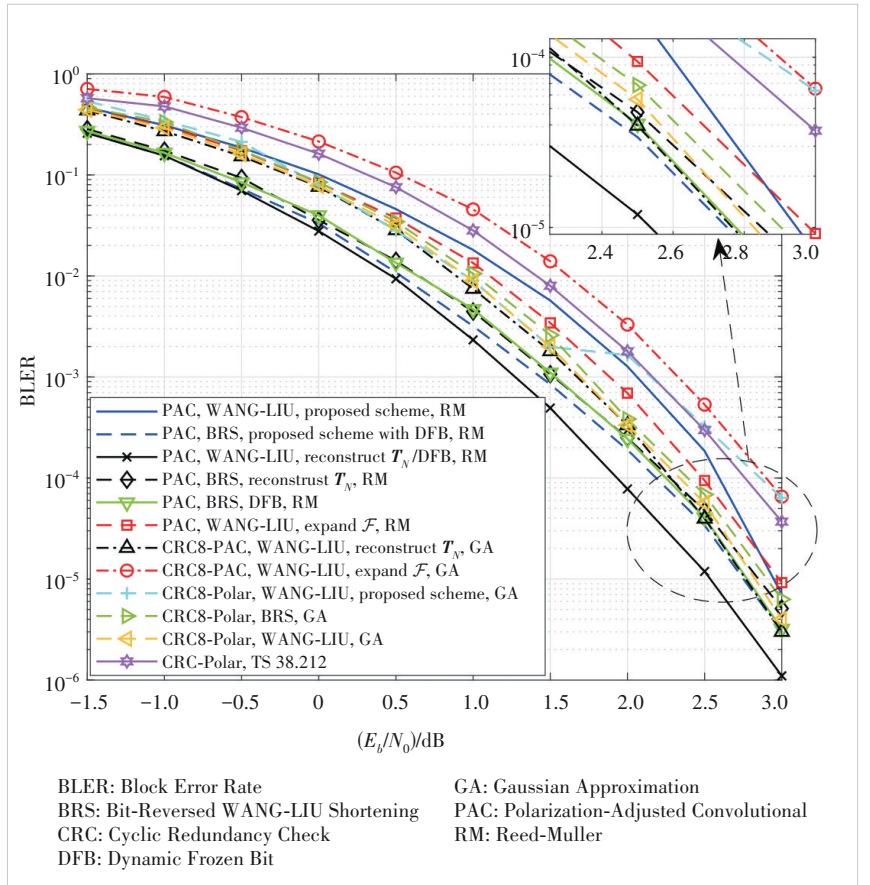 10⁻⁴
10⁻⁵
2.4 2.6 2.8 3.0
10⁰
10⁻¹
10⁻²
10⁻³
10⁻⁴
10⁻⁵
10⁻⁶
BLER
PAC, WANG-LIU, proposed scheme, RM
PAC, BRS, proposed scheme with DFB, RM
PAC, WANG-LIU, reconstruct T_N/DFB, RM
PAC, BRS, reconstrust T_N, RM
PAC, BRS, DFB, RM
PAC, WANG-LIU, expand ℱ, RM
CRC8-PAC, WANG-LIU, reconstruct T_N, GA
CRC8-PAC, WANG-LIU, expand ℱ, GA
CRC8-Polar, WANG-LIU, proposed scheme, GA
CRC8-Polar, BRS, GA
CRC8-Polar, WANG-LIU, GA
CRC-Polar, TS 38.212
−1.5 −1.0 −0.5 0 0.5 1.0 1.5 2.0 2.5 3.0
(E_b/N_0)/dB
BLER: Block Error Rate
BRS: Bit-Reversed WANG-LIU Shortening
CRC: Cyclic Redundancy Check
DFB: Dynamic Frozen Bit
GA: Gaussian Approximation
PAC: Polarization-Adjusted Convolutional
RM: Reed-Muller